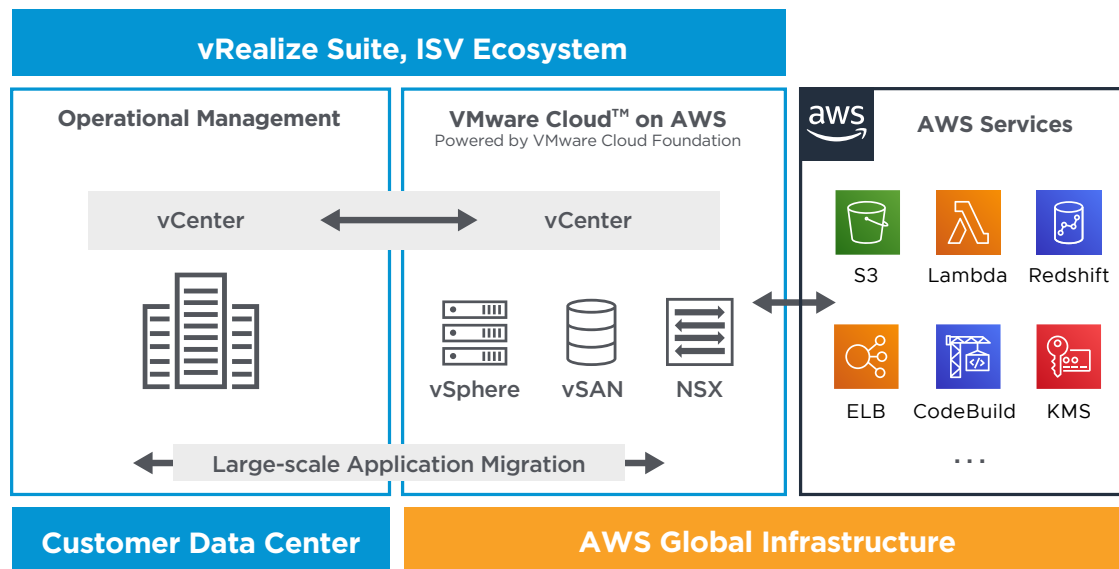 vRealize Suite, ISV Ecosystem
Operational Management
VMware Cloud™ on AWS
Powered by VMware Cloud Foundation
aws
AWS Services
vCenter
vCenter
S3
Lambda
Redshift
vSphere
vSAN
NSX
ELB
CodeBuild
KMS
Large-scale Application Migration
...
Customer Data Center
AWS Global Infrastructure